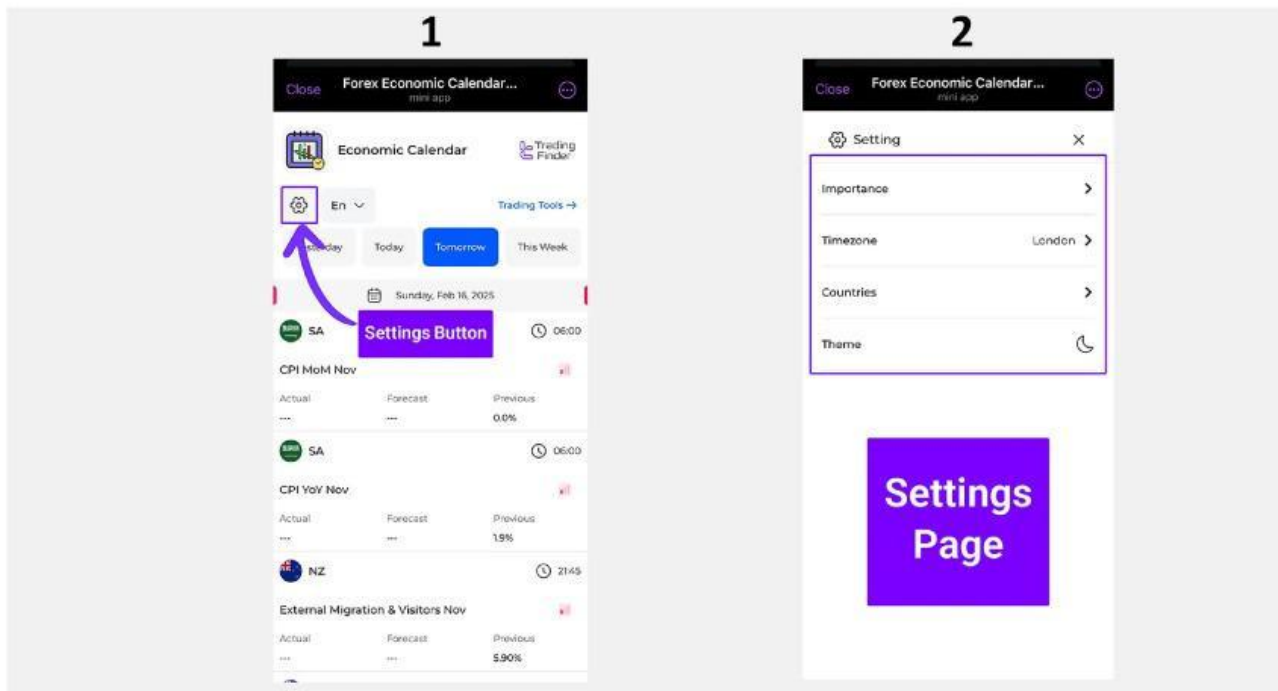 1
Close
Forex Economic Calendar...
mini app
Economic Calendar
Trading
Finder
En
Trading Tools →
Today
Tomorrow
This Week
Sunday, Feb 16, 2025
SA
Settings Button
06:00
CPI MoM Nov
Actual Forecast Previous
--- --- 0.0%
SA
06:00
CPI YoY Nov
Actual Forecast Previous
--- --- 1.9%
NZ
21:45
External Migration & Visitors Nov
Actual Forecast Previous
--- --- 5.90%
2
Close
Forex Economic Calendar...
mini app
Setting
Importance
Timezone London
Countries
Theme
Settings
Page